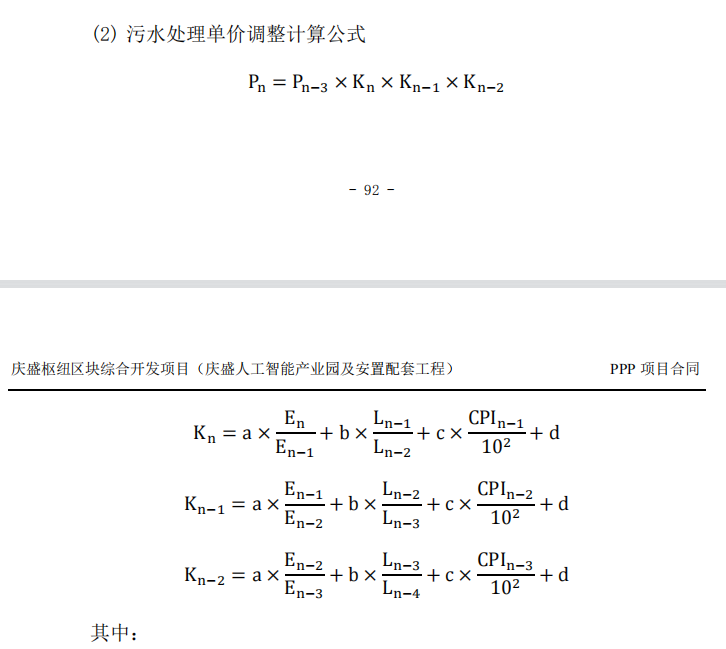 (2) 污水处理单价调整计算公式
Pₙ = Pₙ₋₃ × Kₙ × Kₙ₋₁ × Kₙ₋₂
- 92 -
庆盛枢纽区块综合开发项目（庆盛人工智能产业园及安置配套工程） PPP 项目合同
Kₙ = a × Eₙ/Eₙ₋₁ + b × Lₙ₋₁/Lₙ₋₂ + c × CPIₙ₋₁/10² + d
Kₙ₋₁ = a × Eₙ₋₁/Eₙ₋₂ + b × Lₙ₋₂/Lₙ₋₃ + c × CPIₙ₋₂/10² + d
Kₙ₋₂ = a × Eₙ₋₂/Eₙ₋₃ + b × Lₙ₋₃/Lₙ₋₄ + c × CPIₙ₋₃/10² + d
其中：